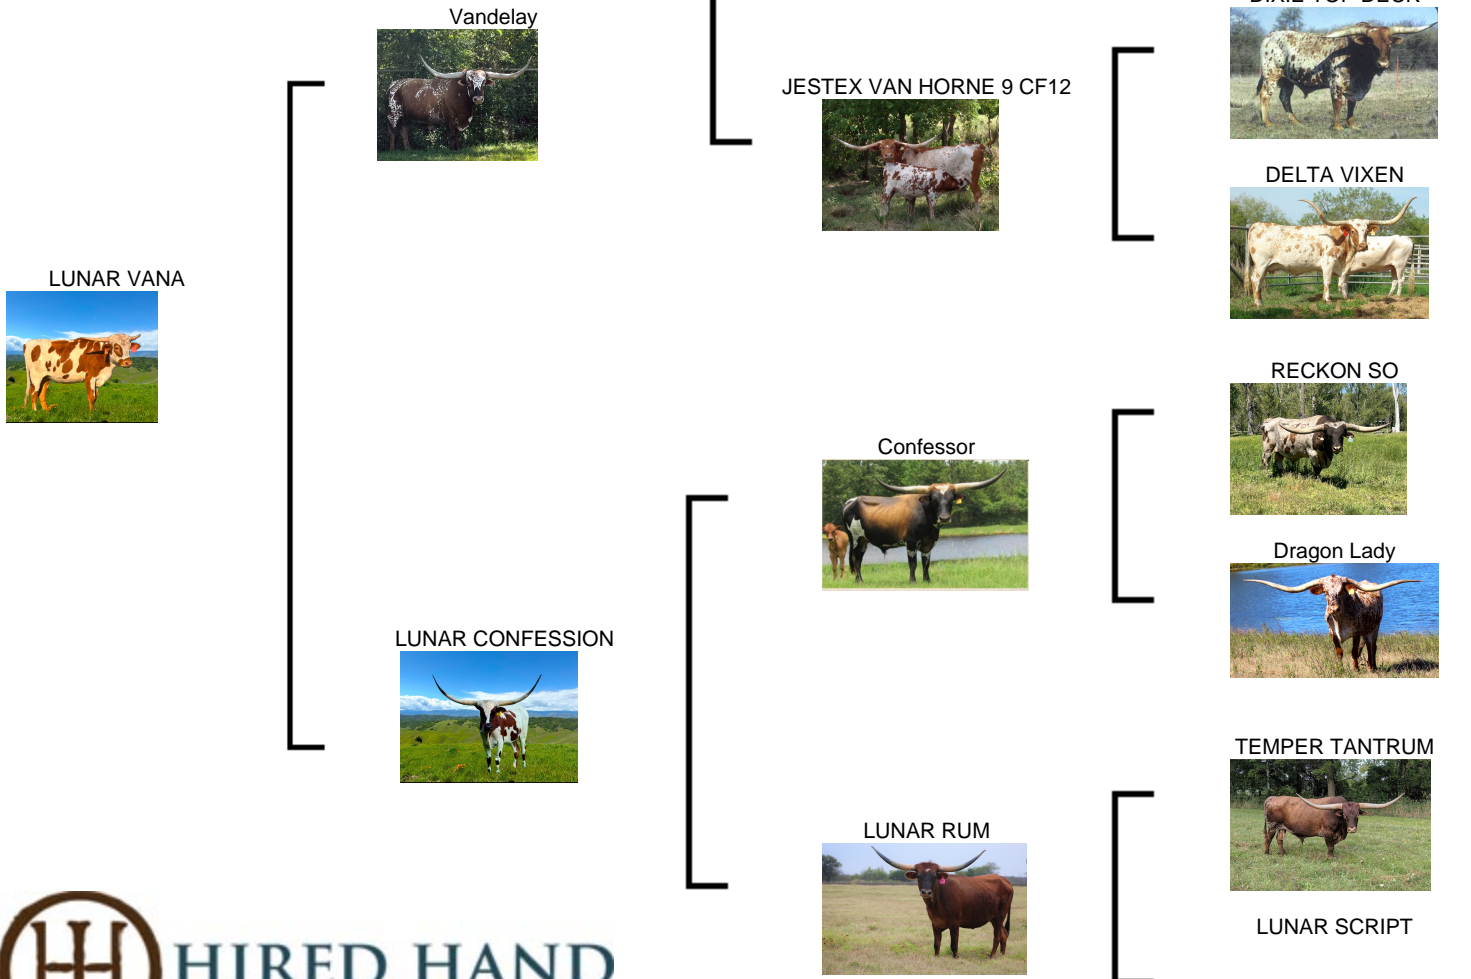 Vandelay
JESTEX VAN HORNE 9 CF12
DELTA VIXEN
LUNAR VANA
RECKON SO
Confessor
Dragon Lady
LUNAR CONFESSION
TEMPER TANTRUM
LUNAR RUM
LUNAR SCRIPT
HIRED HAND